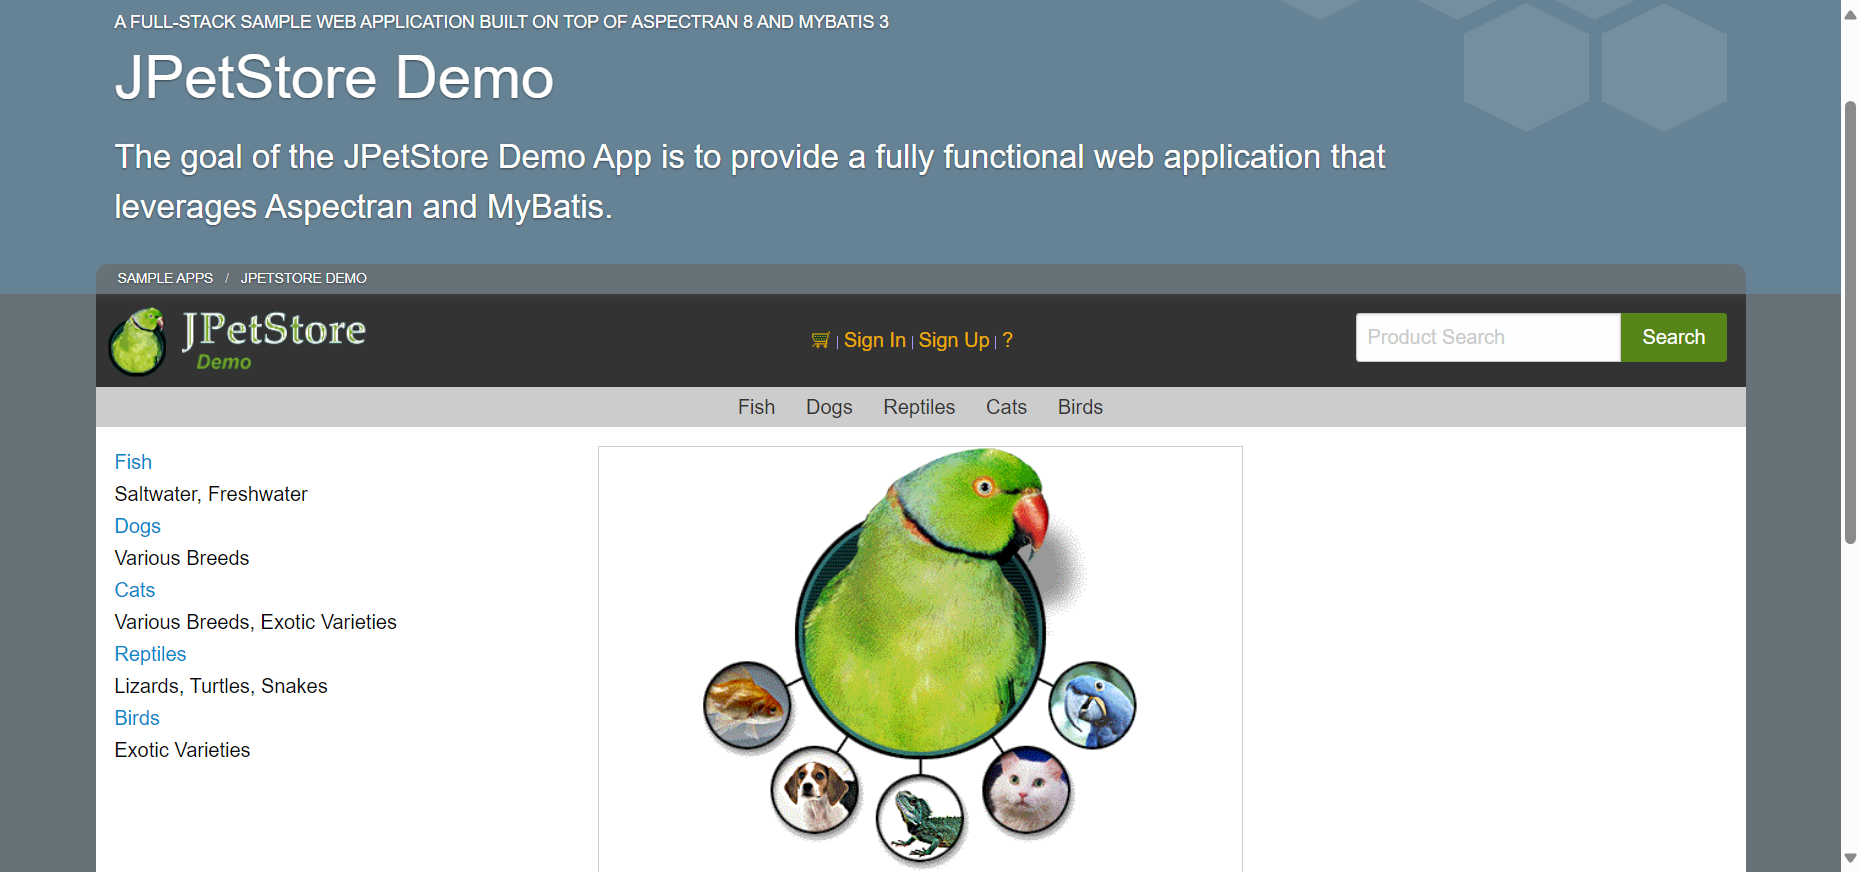 A FULL-STACK SAMPLE WEB APPLICATION BUILT ON TOP OF ASPECTRAN 8 AND MYBATIS 3
JPetStore Demo
The goal of the JPetStore Demo App is to provide a fully functional web application that
leverages Aspectran and MyBatis.
SAMPLE APPS / JPETSTORE DEMO
JPetStore
Demo
| Sign In | Sign Up | ?
Product Search
Search
Fish Dogs Reptiles Cats Birds
Fish
Saltwater, Freshwater
Dogs
Various Breeds
Cats
Various Breeds, Exotic Varieties
Reptiles
Lizards, Turtles, Snakes
Birds
Exotic Varieties